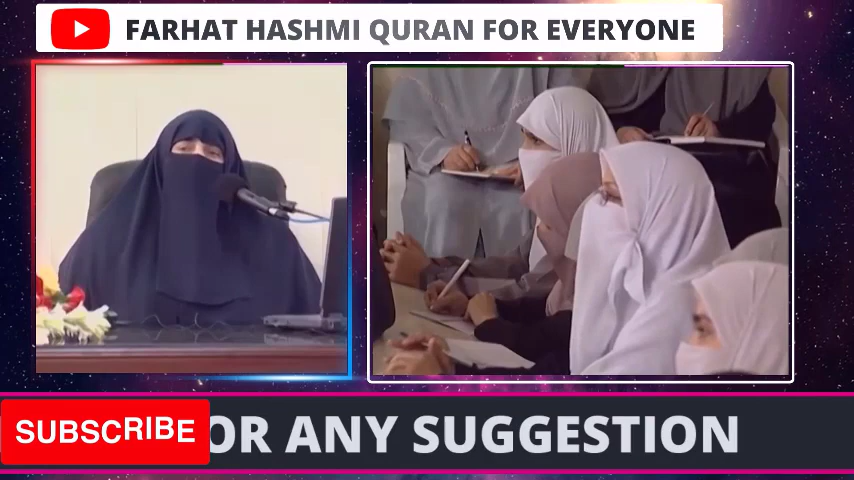 FARHAT HASHMI QURAN FOR EVERYONE
SUBSCRIBE
OR ANY SUGGESTION